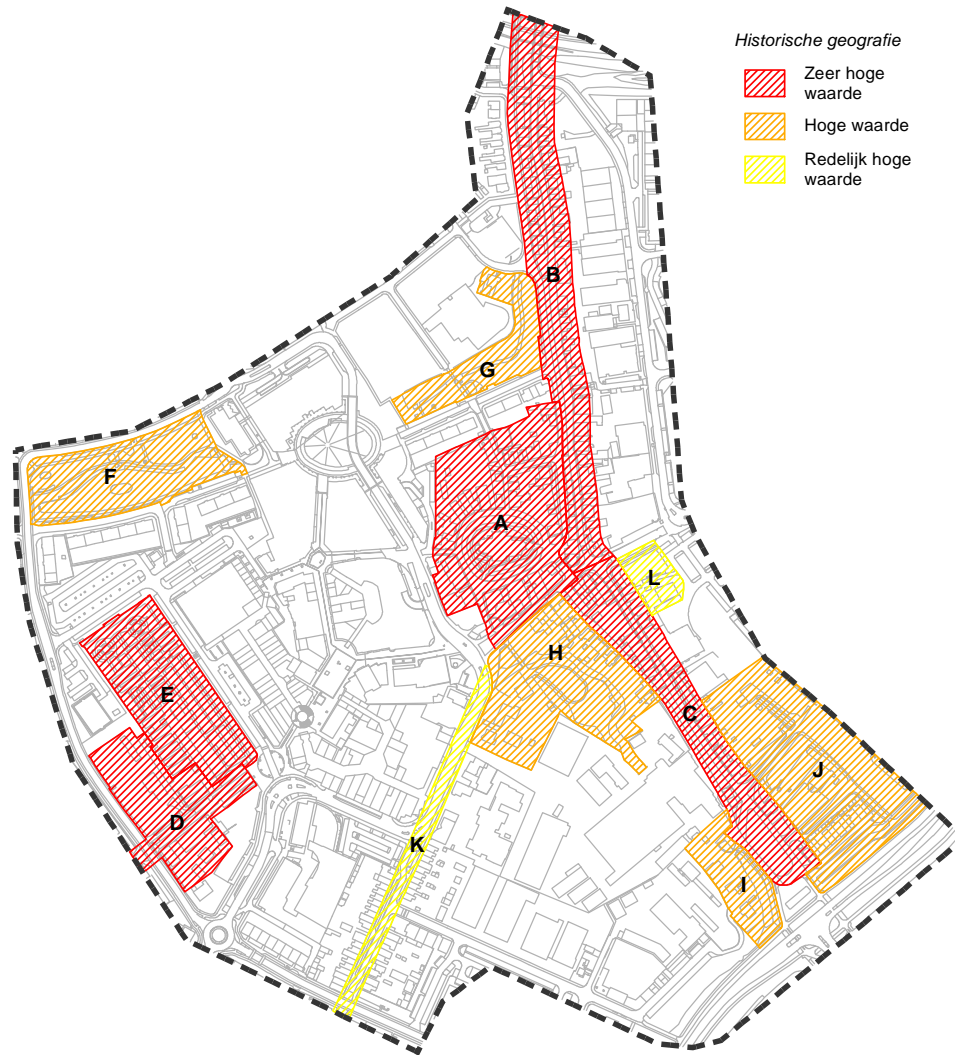 Historische geografie
Zeer hoge
waarde
Hoge waarde
Redelijk hoge
waarde
B
G
F
A
L
H
E
C
J
D
K
I